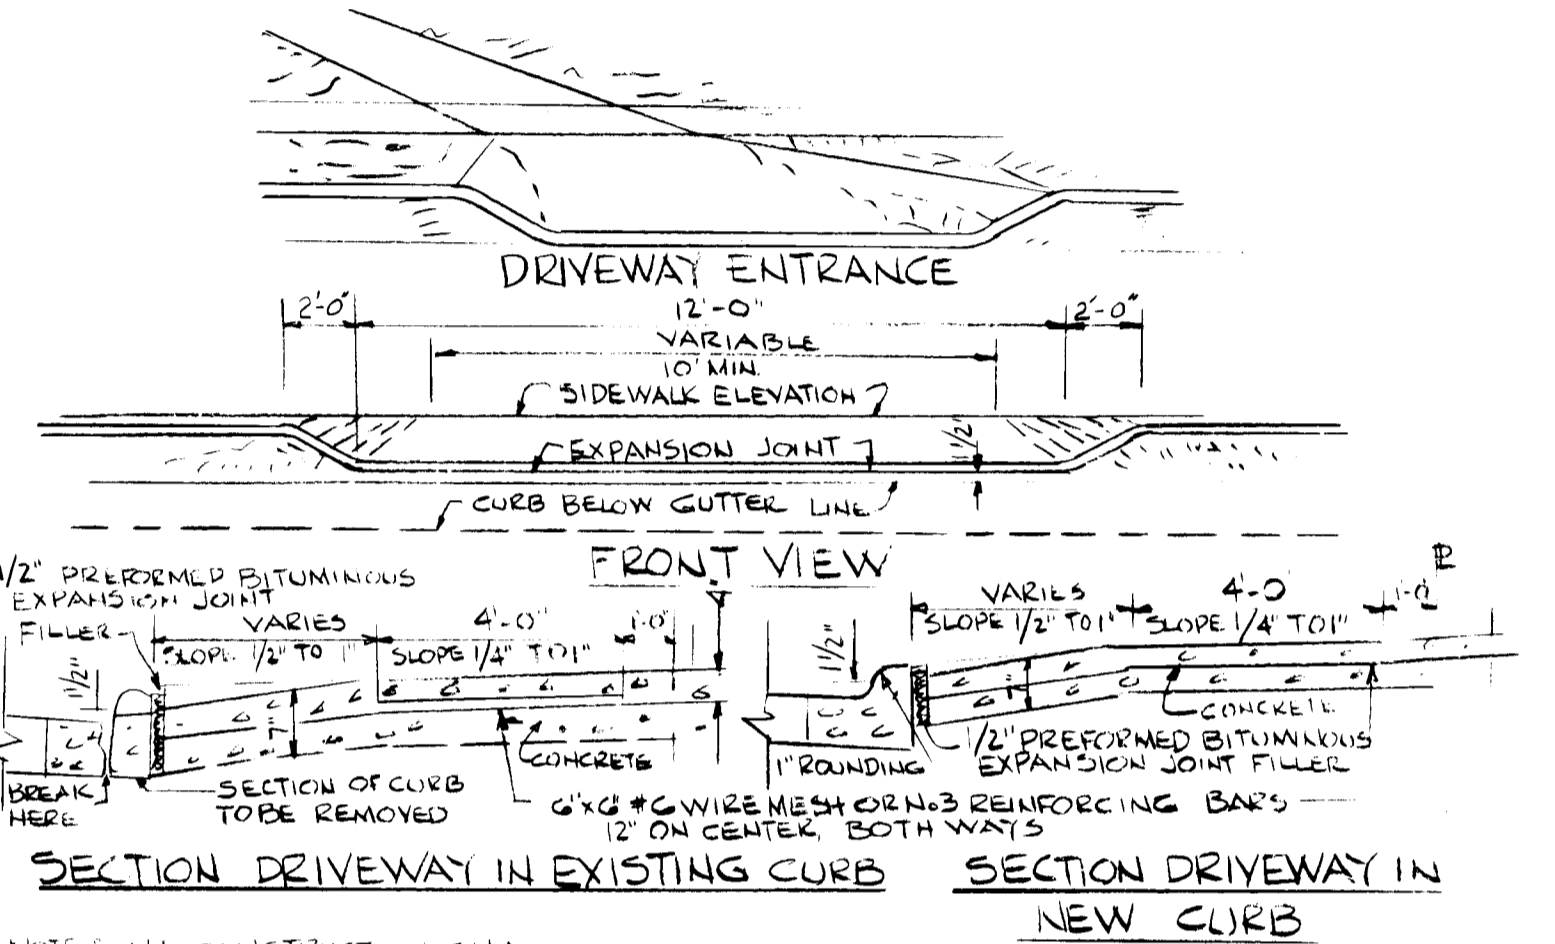 DRIVEWAY ENTRANCE
2'-0"
12'-0"
2'-0"
VARIABLE
10' MIN.
SIDEWALK ELEVATION
1 1/2"
EXPANSION JOINT
CURB BELOW GUTTER LINE
FRONT VIEW
1/2" PREFORMED BITUMINOUS
EXPANSION JOINT
FILLER
VARIES
4'-0"
1'-0"
SLOPE 1/2" TO 1"
SLOPE 1/4" TO 1"
1 1/2"
7"
CONCRETE
BREAK
HERE
SECTION OF CURB
TO BE REMOVED
6"x6" #6 WIRE MESH OR No. 3 REINFORCING BARS
12" ON CENTER, BOTH WAYS
SECTION DRIVEWAY IN EXISTING CURB
PL
VARIES
4'-0
1'-0"
SLOPE 1/2" TO 1"
SLOPE 1/4" TO 1"
1 1/2"
7"
CONCRETE
1" ROUNDING
1/2" PREFORMED BITUMINOUS
EXPANSION JOINT FILLER
SECTION DRIVEWAY IN
NEW CURB